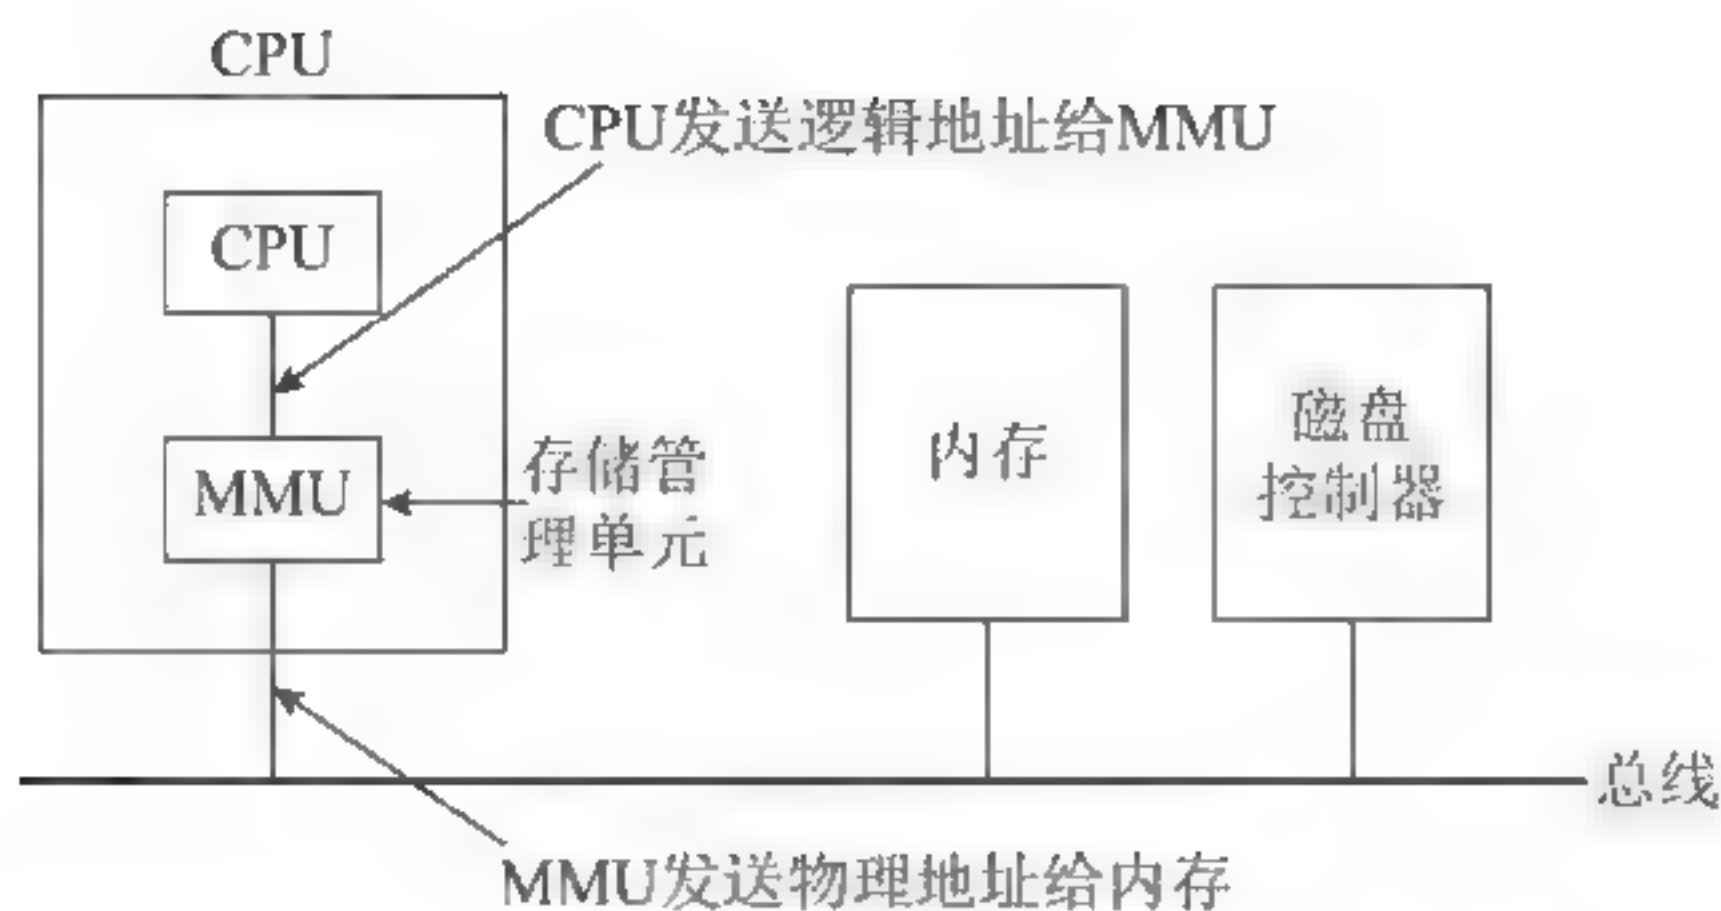 CPU
CPU发送逻辑地址给MMU
CPU
MMU
存储管
理单元
内存
磁盘
控制器
总线
MMU发送物理地址给内存